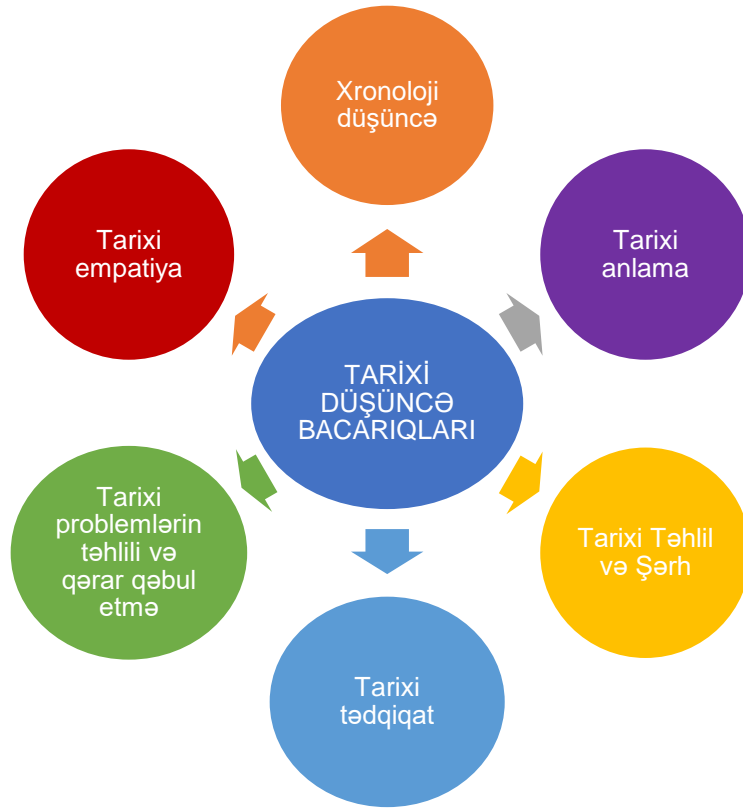 Xronoloji
düşüncə
Tarixi
empatiya
Tarixi
anlama
TARİXİ
DÜŞÜNCƏ
BACARIQLARI
Tarixi
problemlərin
təhlili və
qərar qəbul
etmə
Tarixi Təhlil
və Şərh
Tarixi
tədqiqat